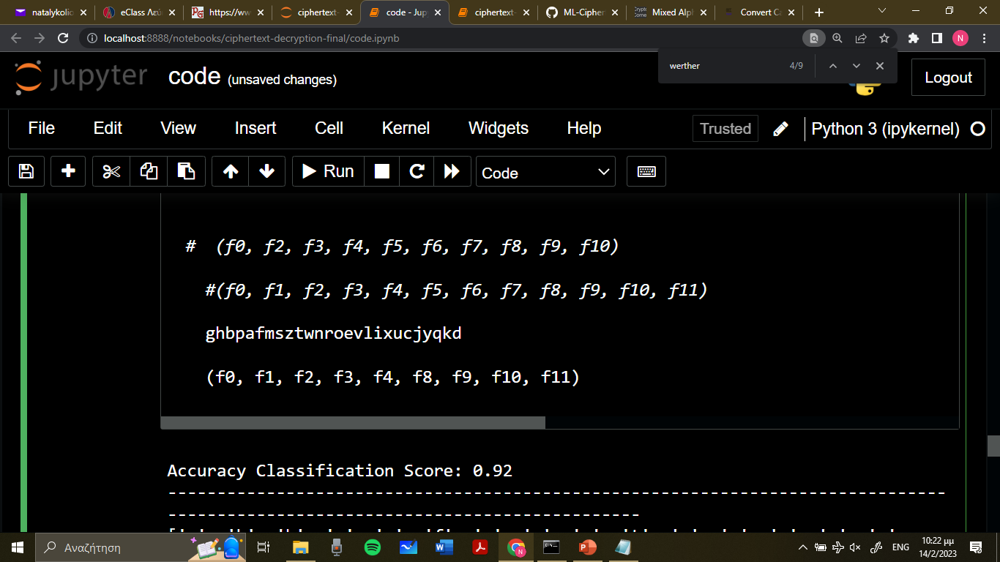 natalykolio
eClass Λεύ
https://ww
ciphertext-
code - Jup
ciphertext-
ML-Cipher
Mixed Alp
Convert Ca
localhost:8888/notebooks/ciphertext-decryption-final/code.ipynb
N
werther 4/9
jupyter code (unsaved changes)
Logout
File Edit View Insert Cell Kernel Widgets Help
Trusted
Python 3 (ipykernel)
Run
Code
# (f0, f2, f3, f4, f5, f6, f7, f8, f9, f10)
#(f0, f1, f2, f3, f4, f5, f6, f7, f8, f9, f10, f11)
ghbpafmsztwnroevlixucjyqkd
(f0, f1, f2, f3, f4, f8, f9, f10, f11)
Accuracy Classification Score: 0.92
Αναζήτηση
ENG
10:22 μμ
14/2/2023